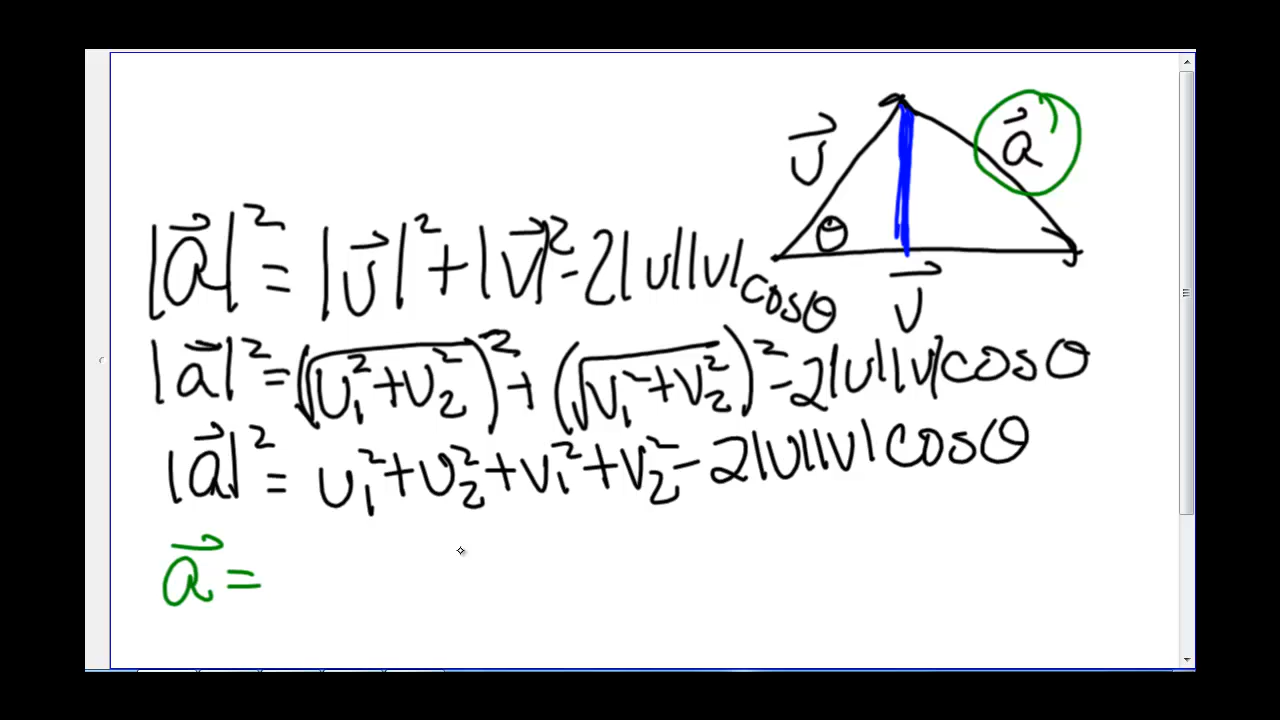 u⃗
a⃗
θ
v⃗
|a⃗|² = |u⃗|² + |v⃗|² - 2|u||v| cosθ
|a⃗|² = (√(u₁² + u₂²))² + (√(v₁² + v₂²))² - 2|u||v| cosθ
|a⃗|² = u₁² + u₂² + v₁² + v₂² - 2|u||v| cosθ
a⃗ =